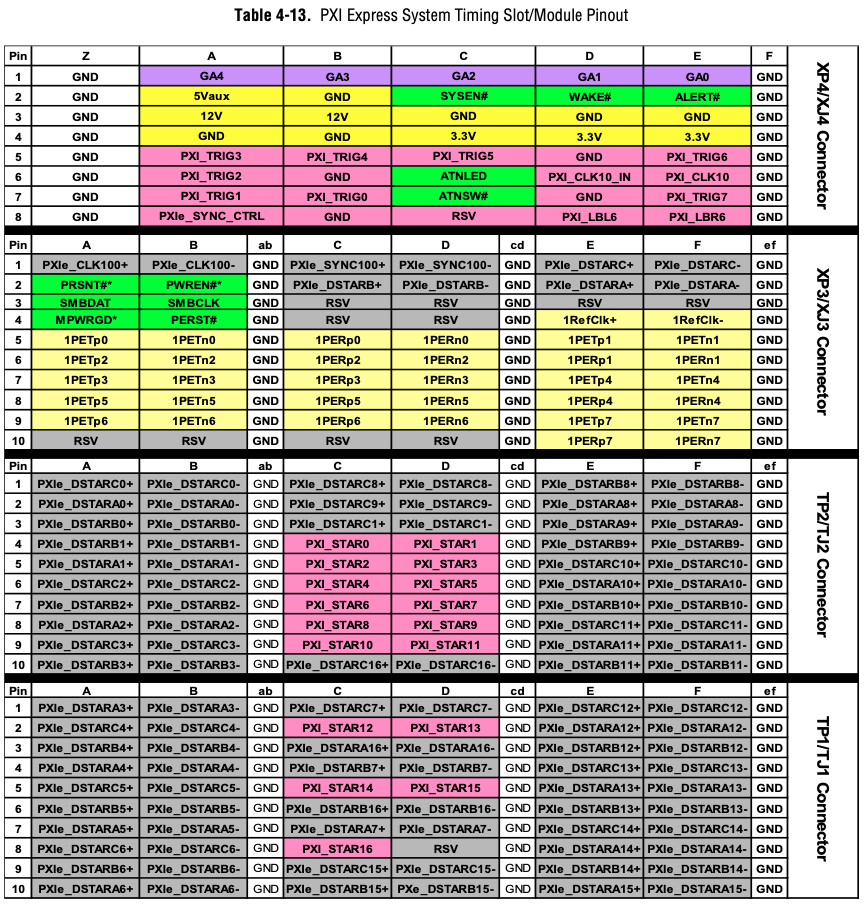 Table 4-13. PXI Express System Timing Slot/Module Pinout
Pin Z A B C D E F
1 GND GA4 GA3 GA2 GA1 GA0 GND
2 GND 5Vaux GND SYSEN# WAKE# ALERT# GND
3 GND 12V 12V GND GND GND GND
4 GND GND GND 3.3V 3.3V 3.3V GND
5 GND PXI_TRIG3 PXI_TRIG4 PXI_TRIG5 GND PXI_TRIG6 GND
6 GND PXI_TRIG2 GND ATNLED PXI_CLK10_IN PXI_CLK10 GND
7 GND PXI_TRIG1 PXI_TRIG0 ATNSW# GND PXI_TRIG7 GND
8 GND PXIe_SYNC_CTRL GND RSV PXI_LBL6 PXI_LBR6 GND
XP4/XJ4 Connector
Pin A B ab C D cd E F ef
1 PXIe_CLK100+ PXIe_CLK100- GND PXIe_SYNC100+ PXIe_SYNC100- GND PXIe_DSTARC+ PXIe_DSTARC- GND
2 PRSNT#* PWREN#* GND PXIe_DSTARB+ PXIe_DSTARB- GND PXIe_DSTARA+ PXIe_DSTARA- GND
3 SMBDAT SMBCLK GND RSV RSV GND RSV RSV GND
4 MPWRGD* PERST# GND RSV RSV GND 1RefClk+ 1RefClk- GND
5 1PETp0 1PETn0 GND 1PERp0 1PERn0 GND 1PETp1 1PETn1 GND
6 1PETp2 1PETn2 GND 1PERp2 1PERn2 GND 1PERp1 1PERn1 GND
7 1PETp3 1PETn3 GND 1PERp3 1PERn3 GND 1PETp4 1PETn4 GND
8 1PETp5 1PETn5 GND 1PERp5 1PERn5 GND 1PERp4 1PERn4 GND
9 1PETp6 1PETn6 GND 1PERp6 1PERn6 GND 1PETp7 1PETn7 GND
10 RSV RSV GND RSV RSV GND 1PERp7 1PERn7 GND
XP3/XJ3 Connector
Pin A B ab C D cd E F ef
1 PXIe_DSTARC0+ PXIe_DSTARC0- GND PXIe_DSTARC8+ PXIe_DSTARC8- GND PXIe_DSTARB8+ PXIe_DSTARB8- GND
2 PXIe_DSTARA0+ PXIe_DSTARA0- GND PXIe_DSTARC9+ PXIe_DSTARC9- GND PXIe_DSTARA8+ PXIe_DSTARA8- GND
3 PXIe_DSTARB0+ PXIe_DSTARB0- GND PXIe_DSTARC1+ PXIe_DSTARC1- GND PXIe_DSTARA9+ PXIe_DSTARA9- GND
4 PXIe_DSTARB1+ PXIe_DSTARB1- GND PXI_STAR0 PXI_STAR1 GND PXIe_DSTARB9+ PXIe_DSTARB9- GND
5 PXIe_DSTARA1+ PXIe_DSTARA1- GND PXI_STAR2 PXI_STAR3 GND PXIe_DSTARC10+ PXIe_DSTARC10- GND
6 PXIe_DSTARC2+ PXIe_DSTARC2- GND PXI_STAR4 PXI_STAR5 GND PXIe_DSTARA10+ PXIe_DSTARA10- GND
7 PXIe_DSTARB2+ PXIe_DSTARB2- GND PXI_STAR6 PXI_STAR7 GND PXIe_DSTARB10+ PXIe_DSTARB10- GND
8 PXIe_DSTARA2+ PXIe_DSTARA2- GND PXI_STAR8 PXI_STAR9 GND PXIe_DSTARC11+ PXIe_DSTARC11- GND
9 PXIe_DSTARC3+ PXIe_DSTARC3- GND PXI_STAR10 PXI_STAR11 GND PXIe_DSTARA11+ PXIe_DSTARA11- GND
10 PXIe_DSTARB3+ PXIe_DSTARB3- GND PXIe_DSTARC16+ PXIe_DSTARC16- GND PXIe_DSTARB11+ PXIe_DSTARB11- GND
TP2/TJ2 Connector
Pin A B ab C D cd E F ef
1 PXIe_DSTARA3+ PXIe_DSTARA3- GND PXIe_DSTARC7+ PXIe_DSTARC7- GND PXIe_DSTARC12+ PXIe_DSTARC12- GND
2 PXIe_DSTARC4+ PXIe_DSTARC4- GND PXI_STAR12 PXI_STAR13 GND PXIe_DSTARA12+ PXIe_DSTARA12- GND
3 PXIe_DSTARB4+ PXIe_DSTARB4- GND PXIe_DSTARA16+ PXIe_DSTARA16- GND PXIe_DSTARB12+ PXIe_DSTARB12- GND
4 PXIe_DSTARA4+ PXIe_DSTARA4- GND PXIe_DSTARB7+ PXIe_DSTARB7- GND PXIe_DSTARC13+ PXIe_DSTARC13- GND
5 PXIe_DSTARC5+ PXIe_DSTARC5- GND PXI_STAR14 PXI_STAR15 GND PXIe_DSTARA13+ PXIe_DSTARA13- GND
6 PXIe_DSTARB5+ PXIe_DSTARB5- GND PXIe_DSTARB16+ PXIe_DSTARB16- GND PXIe_DSTARB13+ PXIe_DSTARB13- GND
7 PXIe_DSTARA5+ PXIe_DSTARA5- GND PXIe_DSTARA7+ PXIe_DSTARA7- GND PXIe_DSTARC14+ PXIe_DSTARC14- GND
8 PXIe_DSTARC6+ PXIe_DSTARC6- GND PXI_STAR16 RSV GND PXIe_DSTARA14+ PXIe_DSTARA14- GND
9 PXIe_DSTARB6+ PXIe_DSTARB6- GND PXIe_DSTARC15+ PXIe_DSTARC15- GND PXIe_DSTARB14+ PXIe_DSTARB14- GND
10 PXIe_DSTARA6+ PXIe_DSTARA6- GND PXIe_DSTARB15+ PXe_DSTARB15- GND PXIe_DSTARA15+ PXIe_DSTARA15- GND
TP1/TJ1 Connector